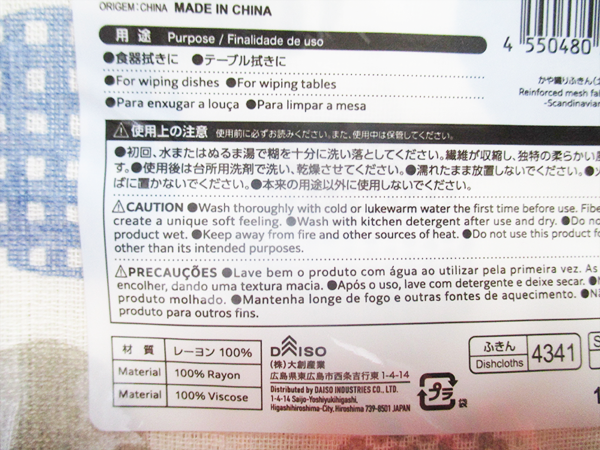 ORIGEM: CHINA MADE IN CHINA
用 途 Purpose / Finalidade de uso
●食器拭きに ●テーブル拭きに
●For wiping dishes ●For wiping tables
●Para enxugar a louça ●Para limpar a mesa
4 550480
かや織りふきん
Reinforced mesh
-Scandinavian
⚠使用上の注意 使用前に必ずお読みください。また、使用中は保管してください。
●初回、水またはぬるま湯で糊を十分に洗い落としてください。繊維が収縮し、独特の柔らかい
す。●使用後は台所用洗剤で洗い、乾燥させてください。●濡れたまま放置しないでください。
ばに置かないでください。●本来の用途以外に使用しないでください。
⚠CAUTION ●Wash thoroughly with cold or lukewarm water the first time before use. Fibe
create a unique soft feeling. ●Wash with kitchen detergent after use and dry. ●Do no
product wet. ●Keep away from fire and other sources of heat. ●Do not use this product fo
other than its intended purposes.
⚠PRECAUÇÕES ●Lave bem o produto com água ao utilizar pela primeira vez. As
encolher, dando uma textura macia. ●Após o uso, lave com detergente e deixe secar. ●N
produto molhado. ●Mantenha longe de fogo e outras fontes de aquecimento. ●N
produto para outros fins.
材 質 レーヨン 100%
Material 100% Rayon
Material 100% Viscose
DAISO
(株)大創産業
広島県東広島市西条吉行東 1-4-14
Distributed by DAISO INDUSTRIES CO., LTD.
1-4-14 Saijo-Yoshiyukihigashi,
Higashihiroshima-City, Hiroshima 739-8501 JAPAN
プラ 袋
ふきん
Dishcloths
4341